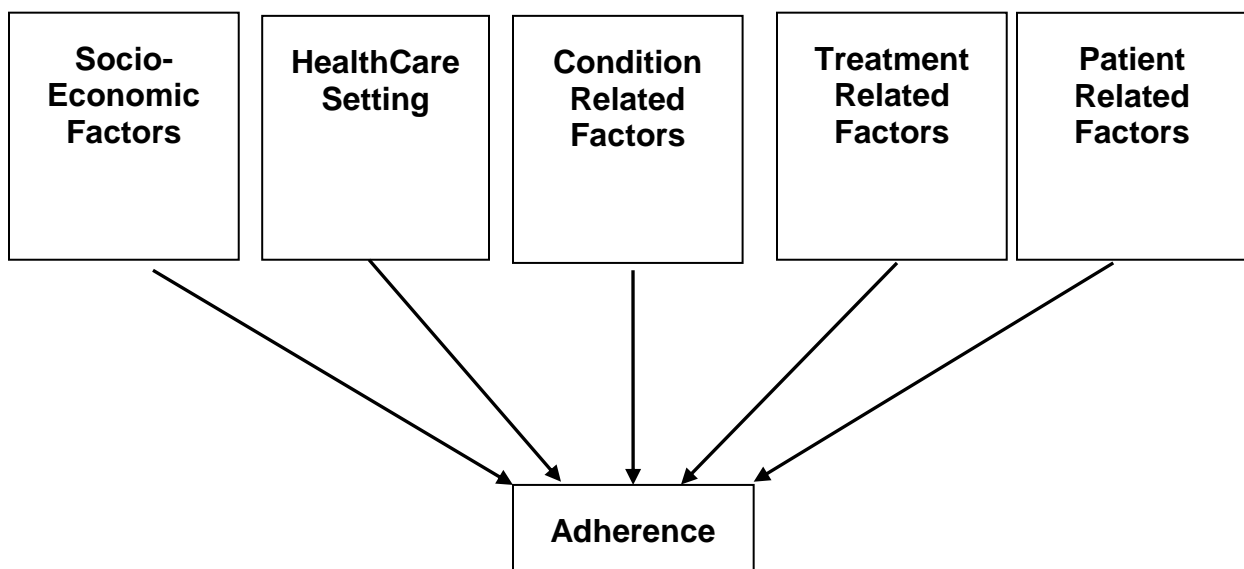 Socio-
Economic
Factors
HealthCare
Setting
Condition
Related
Factors
Treatment
Related
Factors
Patient
Related
Factors
Adherence